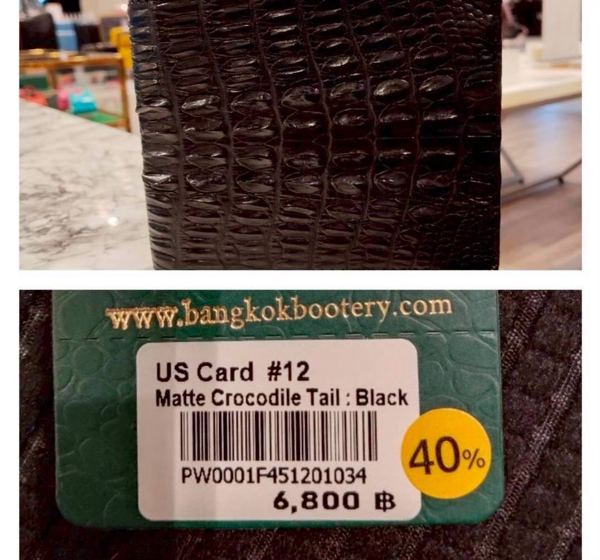 www.bangkokbootery.com
US Card #12
Matte Crocodile Tail : Black
PW0001F451201034
6,800 ฿
40%